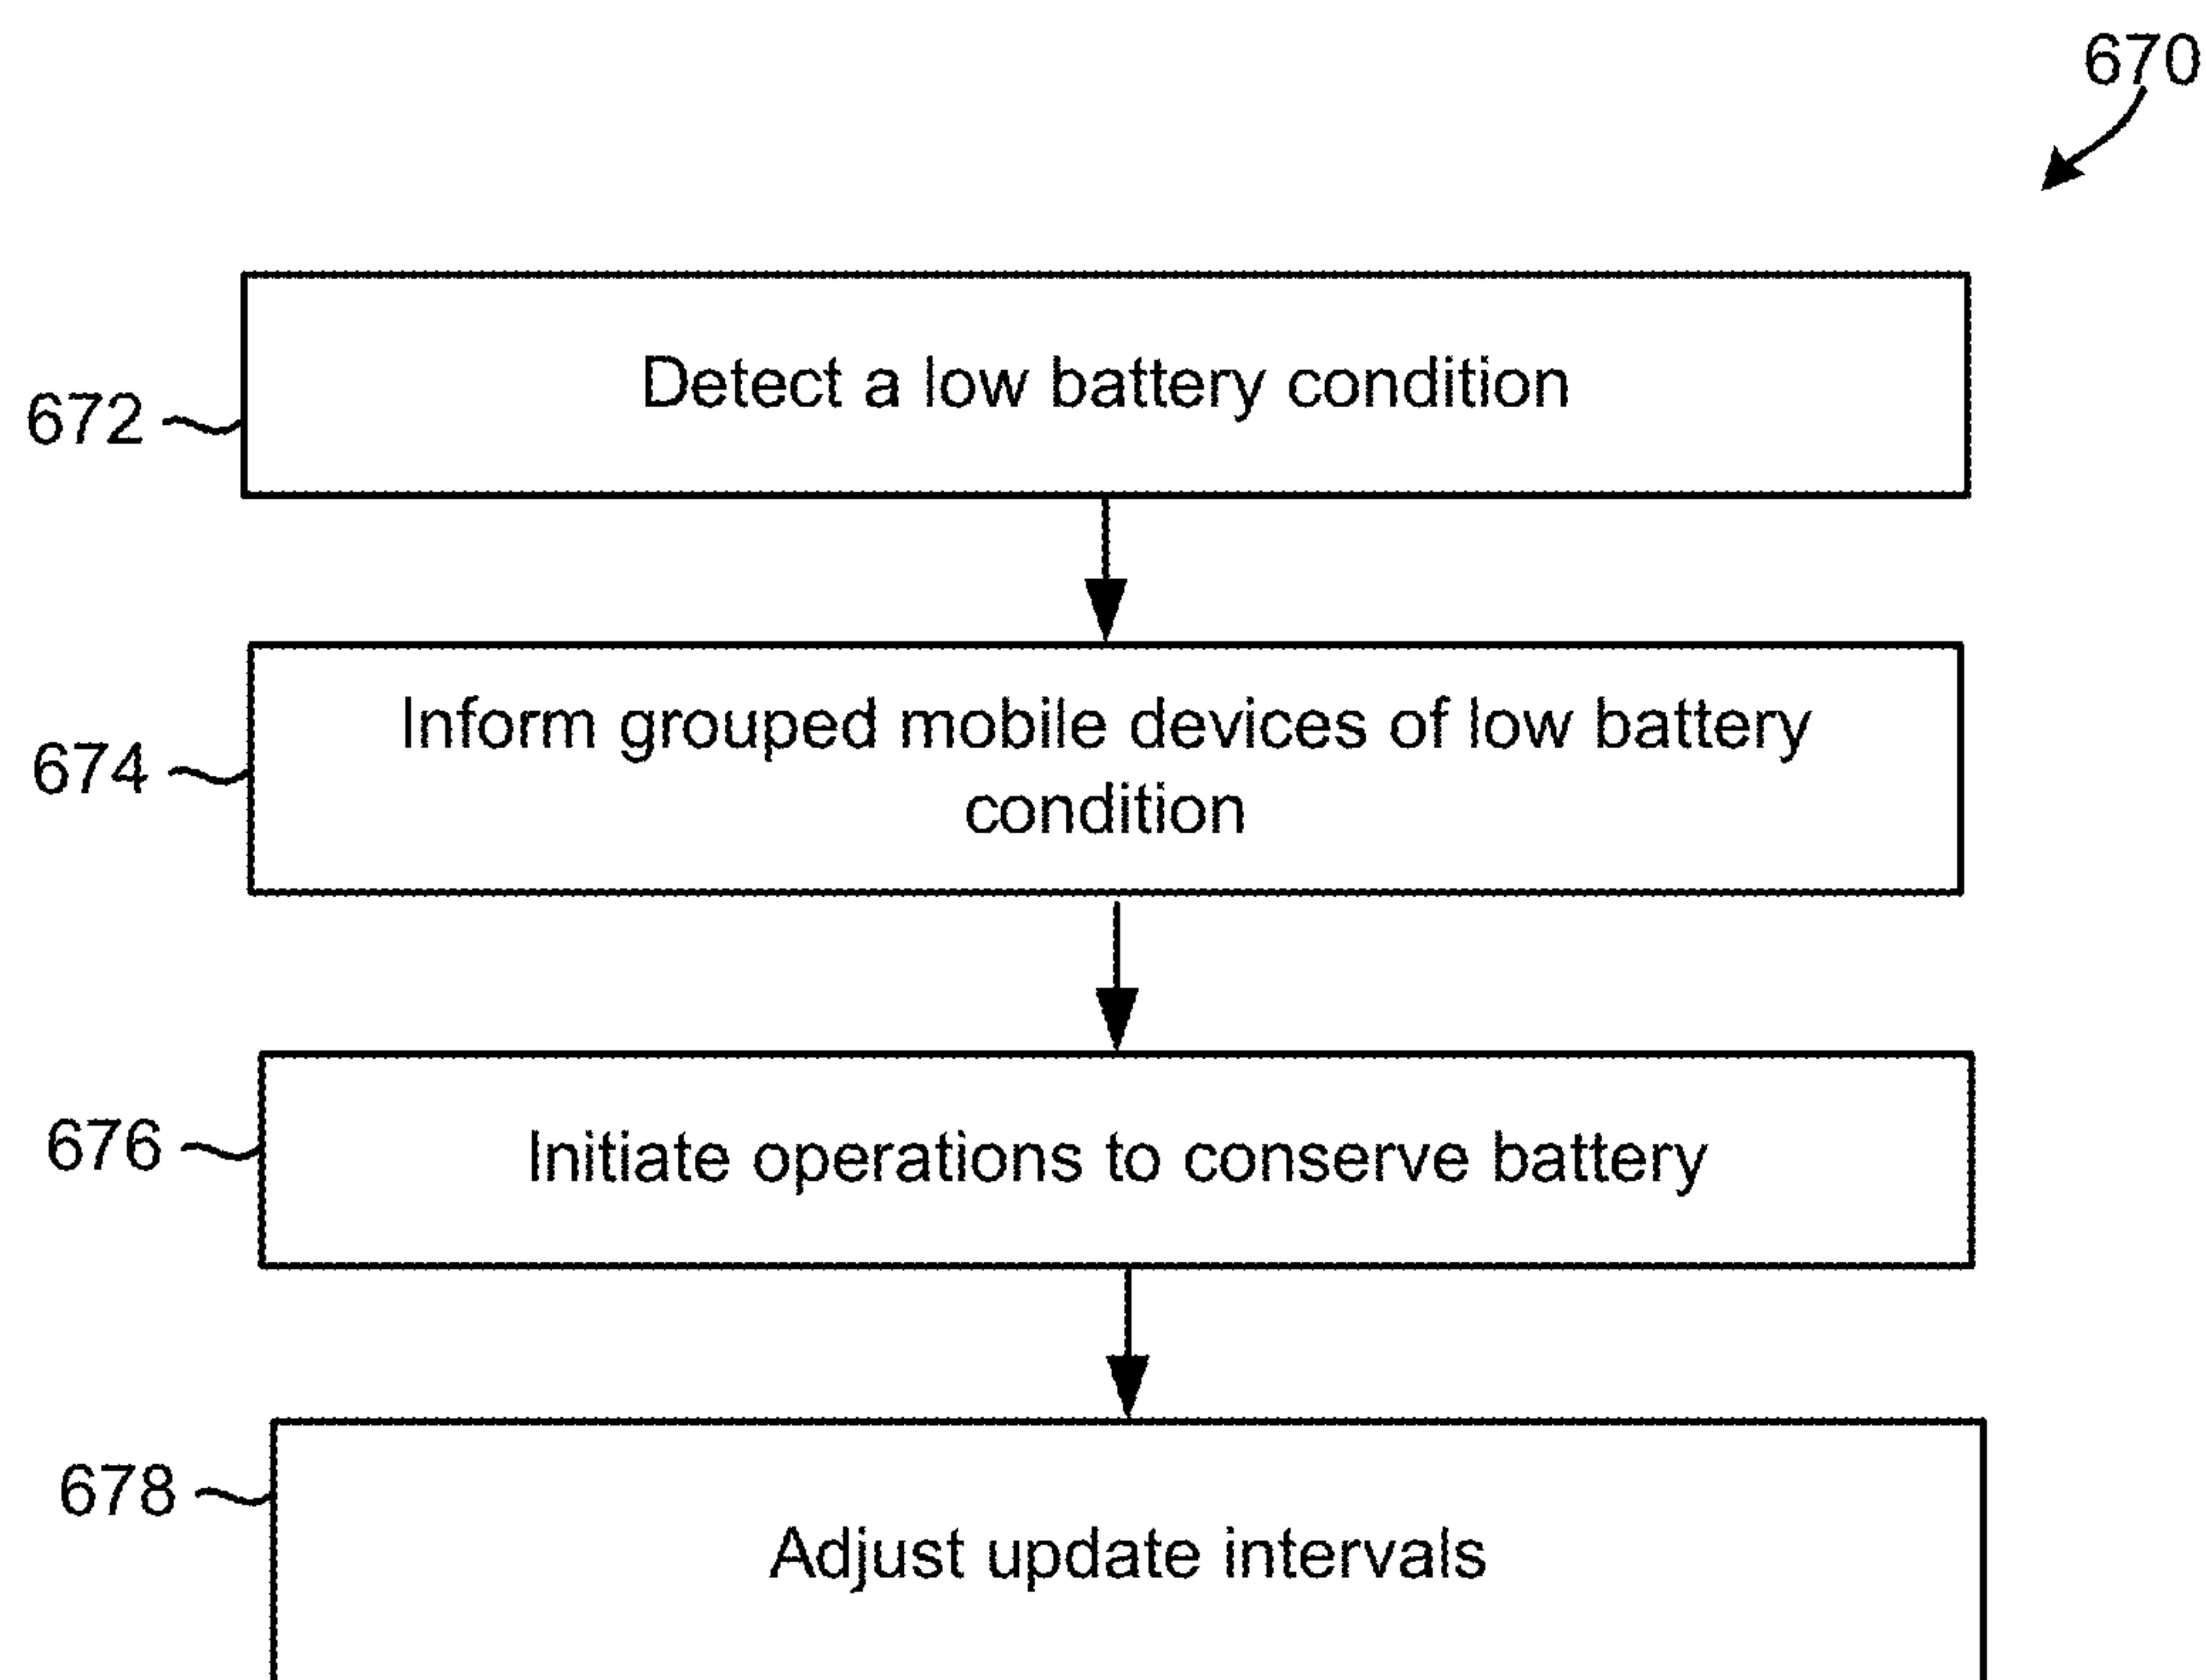 670
Detect a low battery condition
672
Inform grouped mobile devices of low battery
condition
674
Initiate operations to conserve battery
676
678
Adjust update intervals